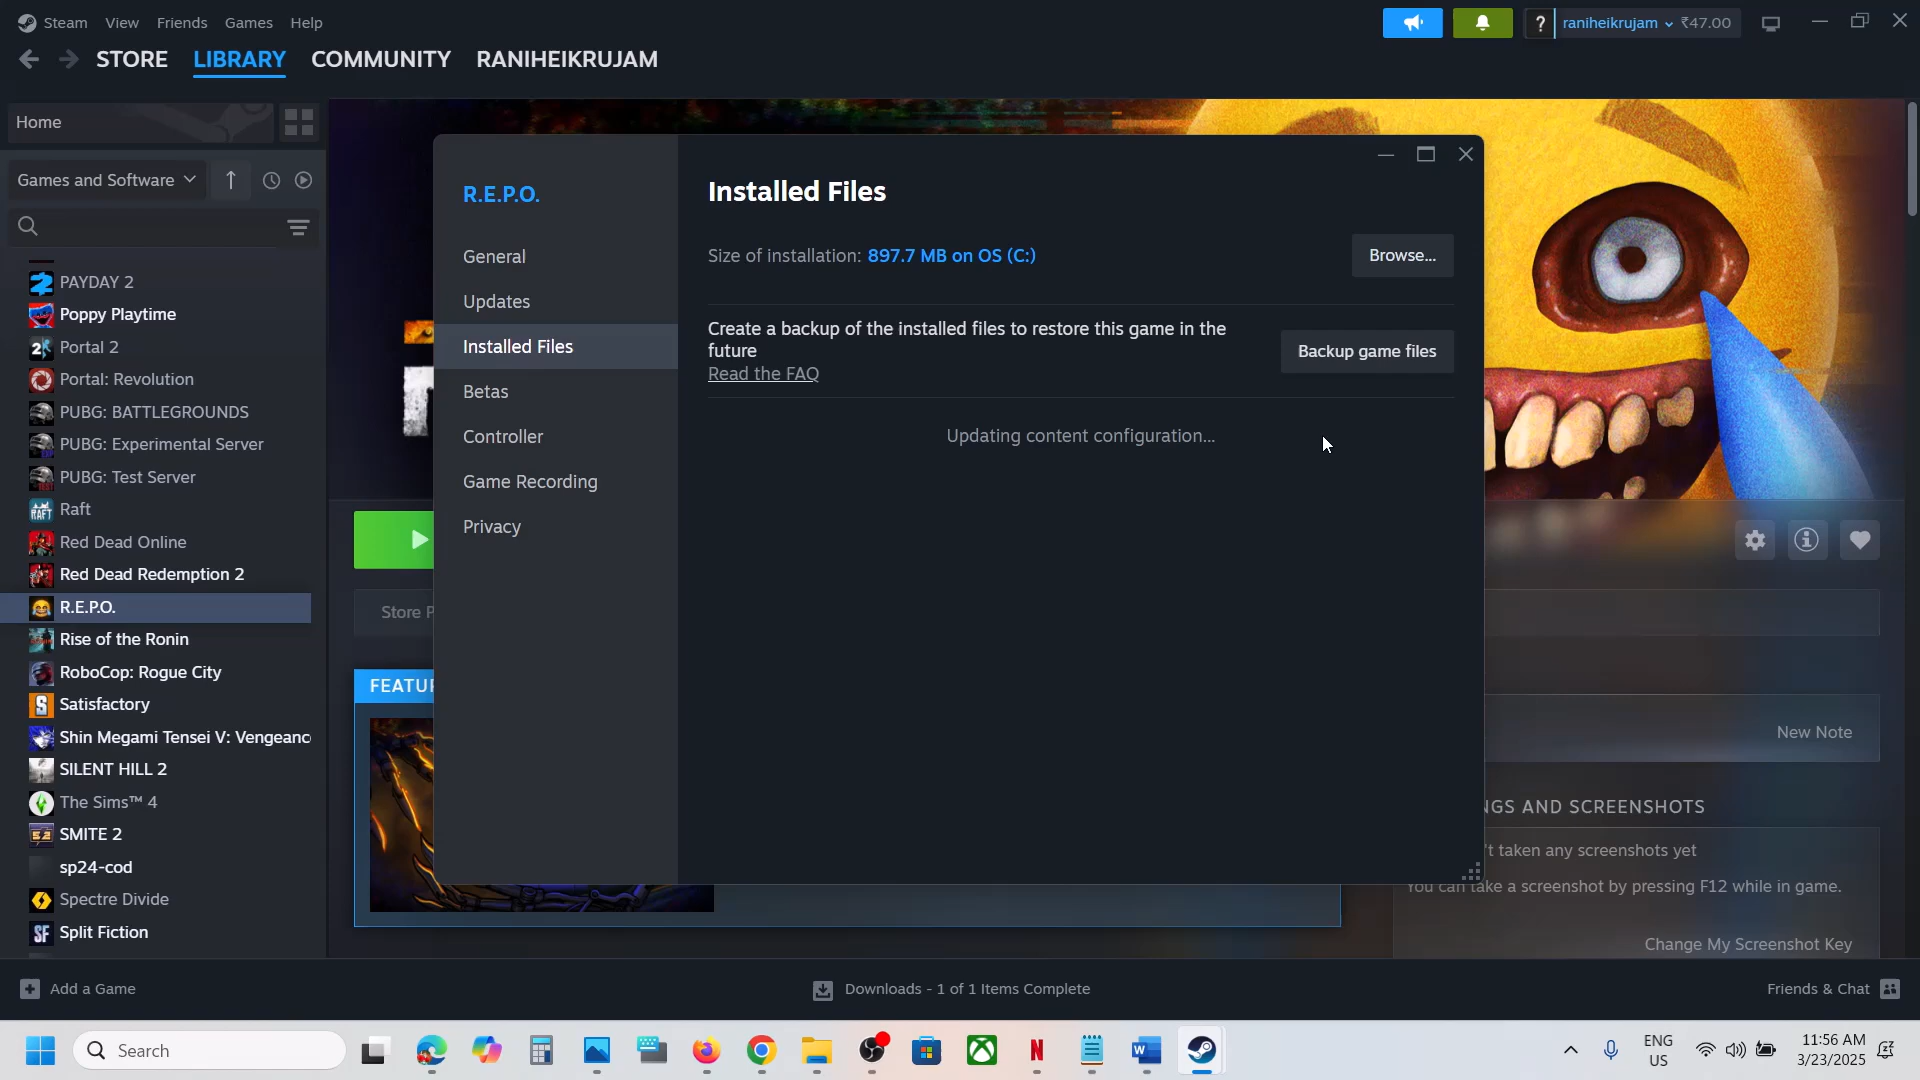 Steam View Friends Games Help
raniheikrujam ₹47.00
STORE LIBRARY COMMUNITY RANIHEIKRUJAM
Home
Games and Software
PAYDAY 2
Poppy Playtime
Portal 2
Portal: Revolution
PUBG: BATTLEGROUNDS
PUBG: Experimental Server
PUBG: Test Server
Raft
Red Dead Online
Red Dead Redemption 2
R.E.P.O.
Rise of the Ronin
RoboCop: Rogue City
Satisfactory
Shin Megami Tensei V: Vengeanc
SILENT HILL 2
The Sims™ 4
SMITE 2
sp24-cod
Spectre Divide
Split Fiction
R.E.P.O.
General
Updates
Installed Files
Betas
Controller
Game Recording
Privacy
Installed Files
Size of installation: 897.7 MB on OS (C:)
Browse...
Create a backup of the installed files to restore this game in the
future
Read the FAQ
Backup game files
Updating content configuration...
Store P
FEATUR
New Note
NGS AND SCREENSHOTS
't taken any screenshots yet
You can take a screenshot by pressing F12 while in game.
Change My Screenshot Key
Add a Game
Downloads - 1 of 1 Items Complete
Friends & Chat
Search
ENG
US
11:56 AM
3/23/2025